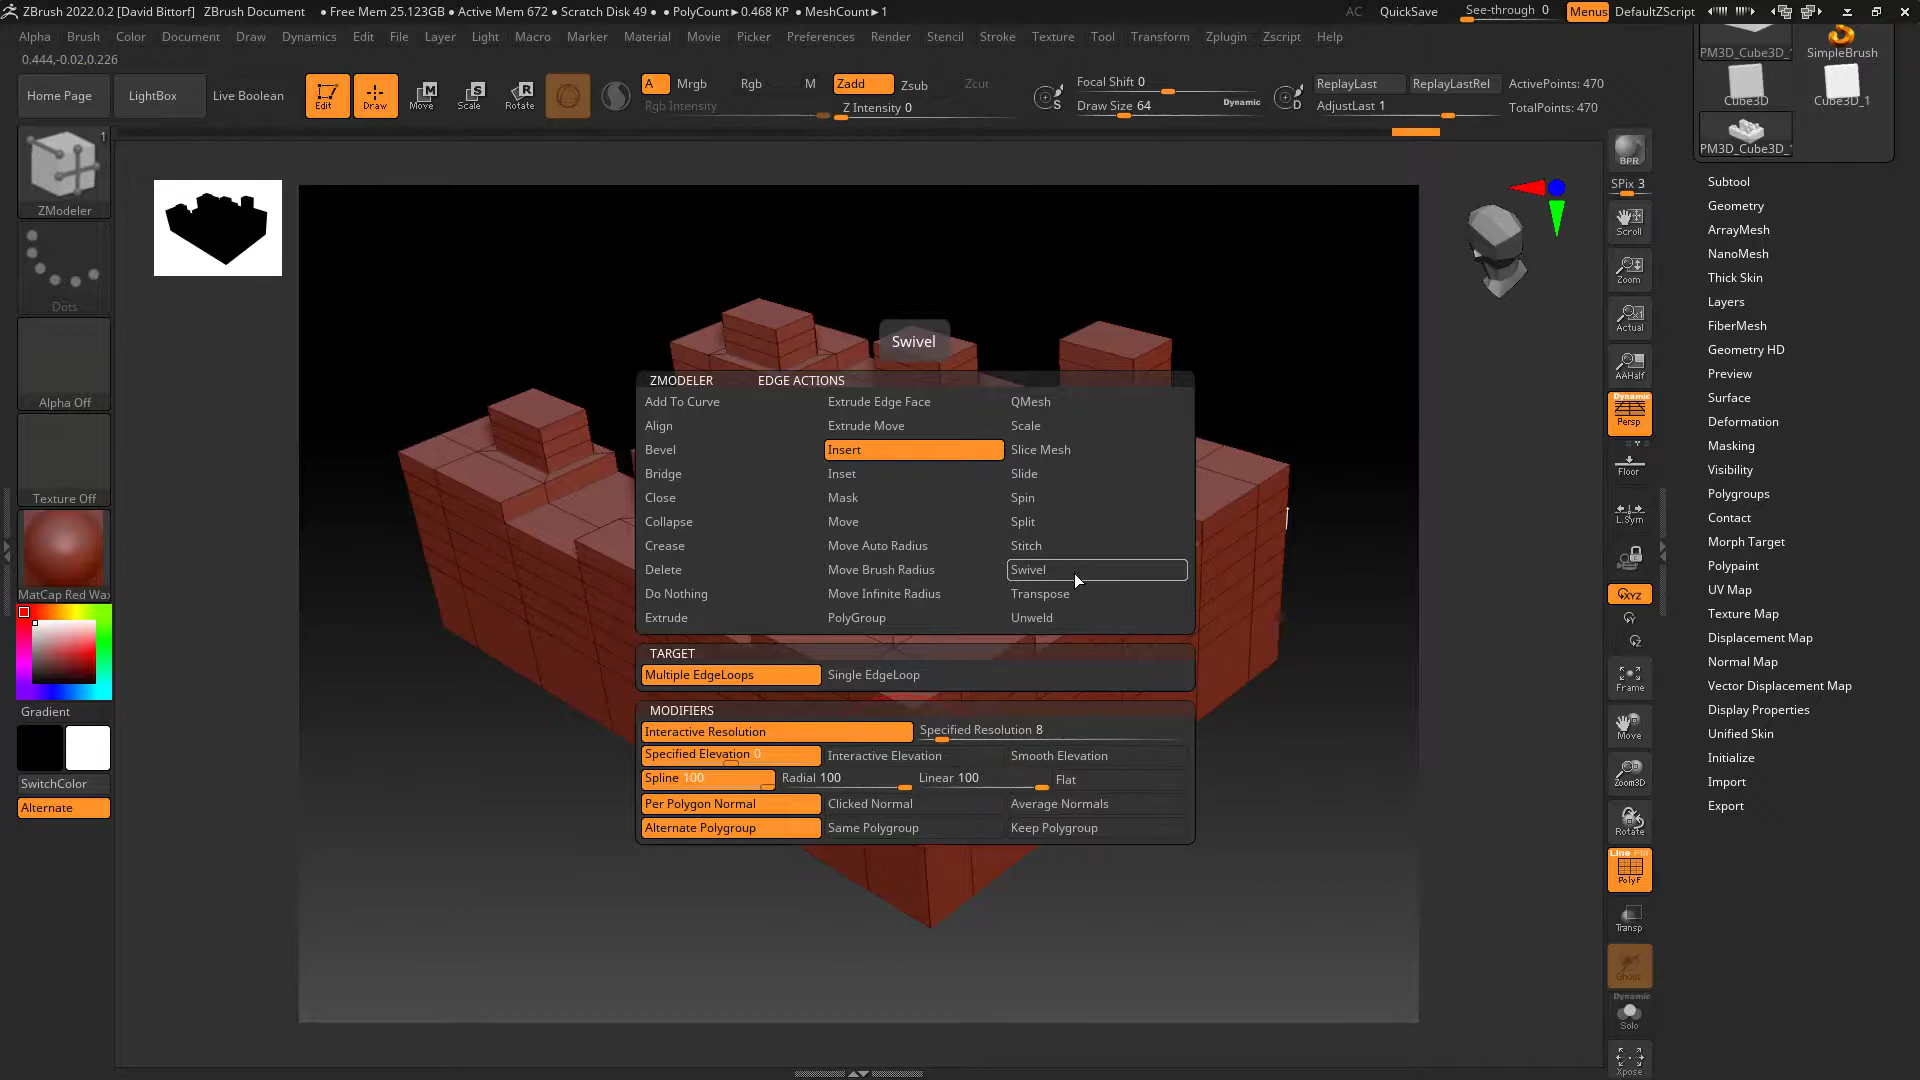 ZBrush 2022.0.2 [David Bittorf] ZBrush Document • Free Mem 25.123GB • Active Mem 672 • Scratch Disk 49 • PolyCount▸0.468 KP • MeshCount▸1 AC QuickSave See-through 0 Menus DefaultZScript
Alpha Brush Color Document Draw Dynamics Edit File Layer Light Macro Marker Material Movie Picker Preferences Render Stencil Stroke Texture Tool Transform Zplugin Zscript Help
0.444,-0.02,0.226
Home Page LightBox Live Boolean Edit Draw Move Scale Rotate
A Mrgb Rgb M Zadd Zsub Zcut
Rgb Intensity Z Intensity 0
S Focal Shift 0
Draw Size 64 Dynamic
D ReplayLast ReplayLastRel ActivePoints: 470
AdjustLast 1 TotalPoints: 470
1
ZModeler
Dots
Alpha Off
Texture Off
MatCap Red Wax
Gradient
SwitchColor
Alternate
Swivel
ZMODELER EDGE ACTIONS
Add To Curve Extrude Edge Face QMesh
Align Extrude Move Scale
Bevel Insert Slice Mesh
Bridge Inset Slide
Close Mask Spin
Collapse Move Split
Crease Move Auto Radius Stitch
Delete Move Brush Radius Swivel
Do Nothing Move Infinite Radius Transpose
Extrude PolyGroup Unweld
TARGET
Multiple EdgeLoops Single EdgeLoop
MODIFIERS
Interactive Resolution Specified Resolution 8
Specified Elevation 0 Interactive Elevation Smooth Elevation
Spline 100 Radial 100 Linear 100 Flat
Per Polygon Normal Clicked Normal Average Normals
Alternate Polygroup Same Polygroup Keep Polygroup
BPR
SPix 3
Scroll
Zoom
Actual
AAHalf
Dynamic
Persp
Floor
L.Sym
XYZ
Y
Z
Frame
Move
Zoom3D
Rotate
Line Fill
PolyF
Transp
Ghost
Dynamic
Solo
Xpose
PM3D_Cube3D_1 SimpleBrush
Cube3D Cube3D_1
PM3D_Cube3D_1
Subtool
Geometry
ArrayMesh
NanoMesh
Thick Skin
Layers
FiberMesh
Geometry HD
Preview
Surface
Deformation
Masking
Visibility
Polygroups
Contact
Morph Target
Polypaint
UV Map
Texture Map
Displacement Map
Normal Map
Vector Displacement Map
Display Properties
Unified Skin
Initialize
Import
Export